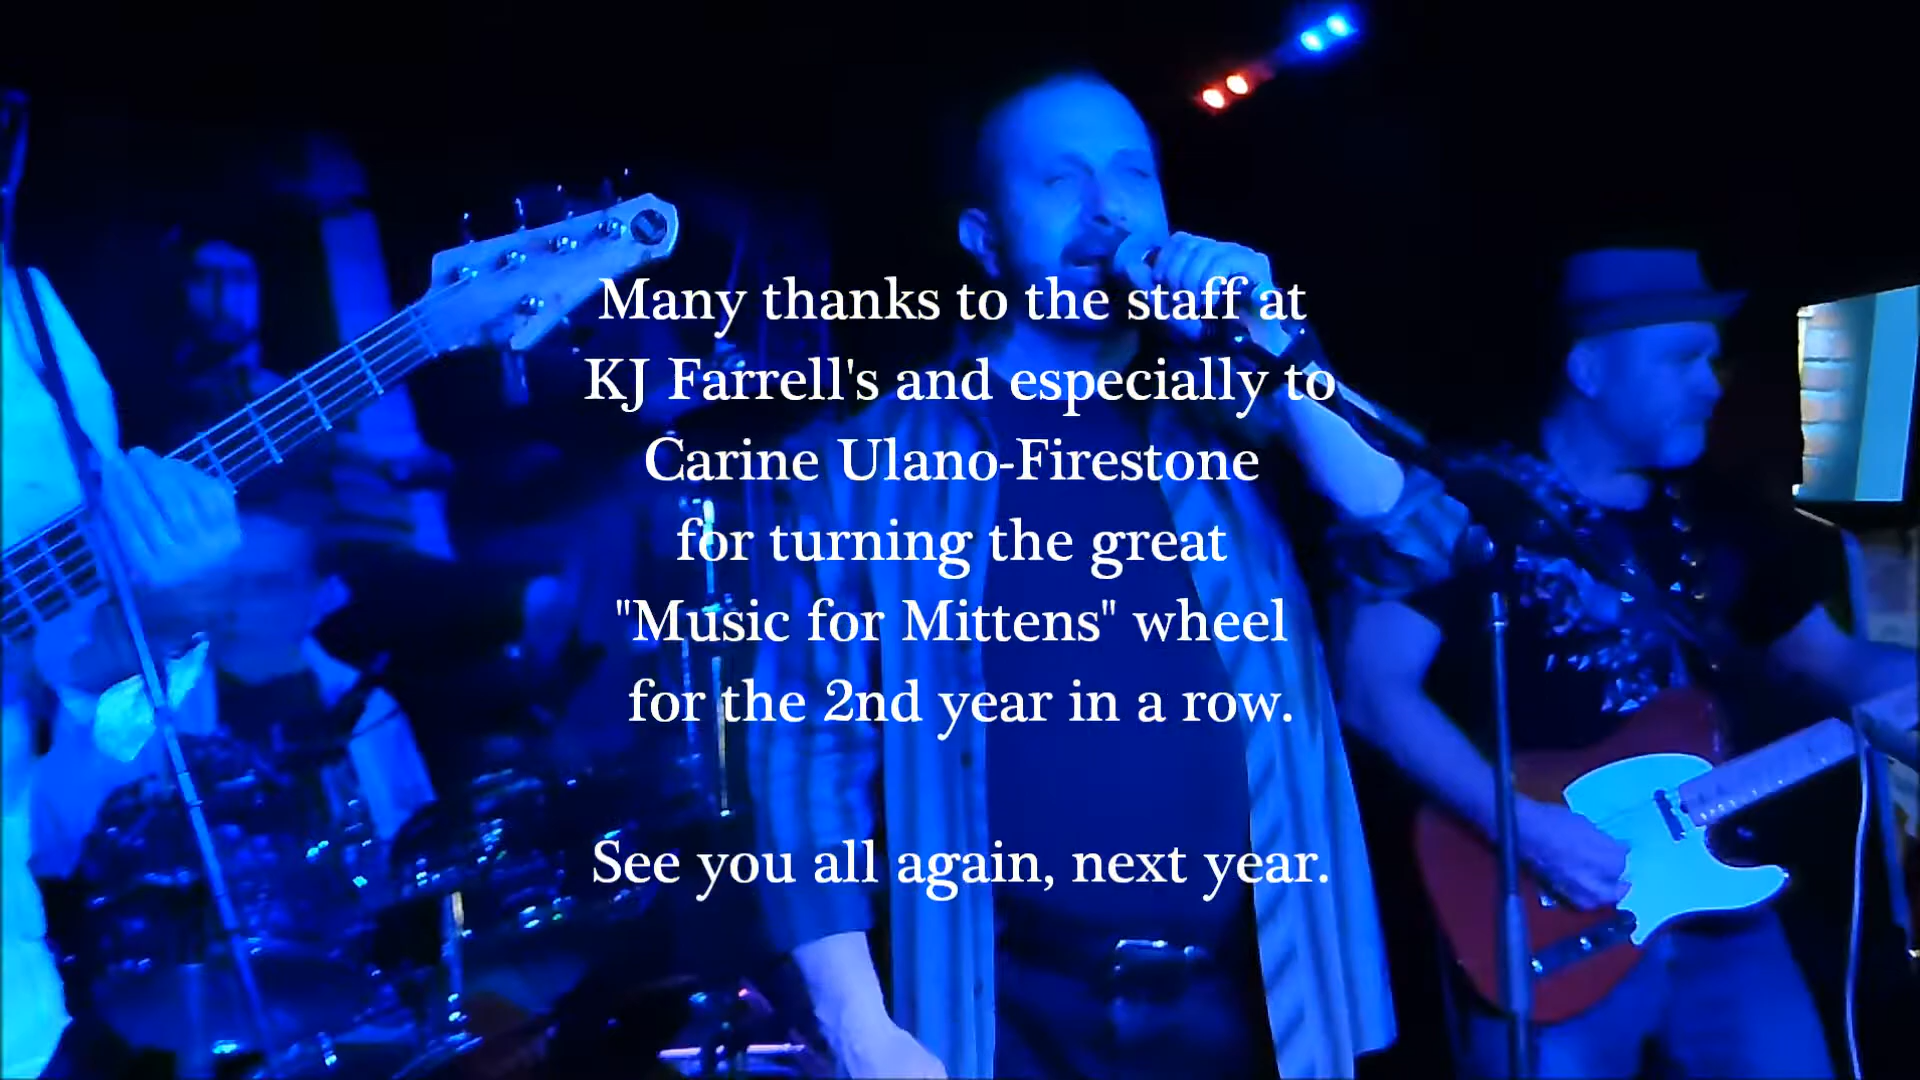 Many thanks to the staff at
KJ Farrell's and especially to
Carine Ulano-Firestone
for turning the great
"Music for Mittens" wheel
for the 2nd year in a row.
See you all again, next year.